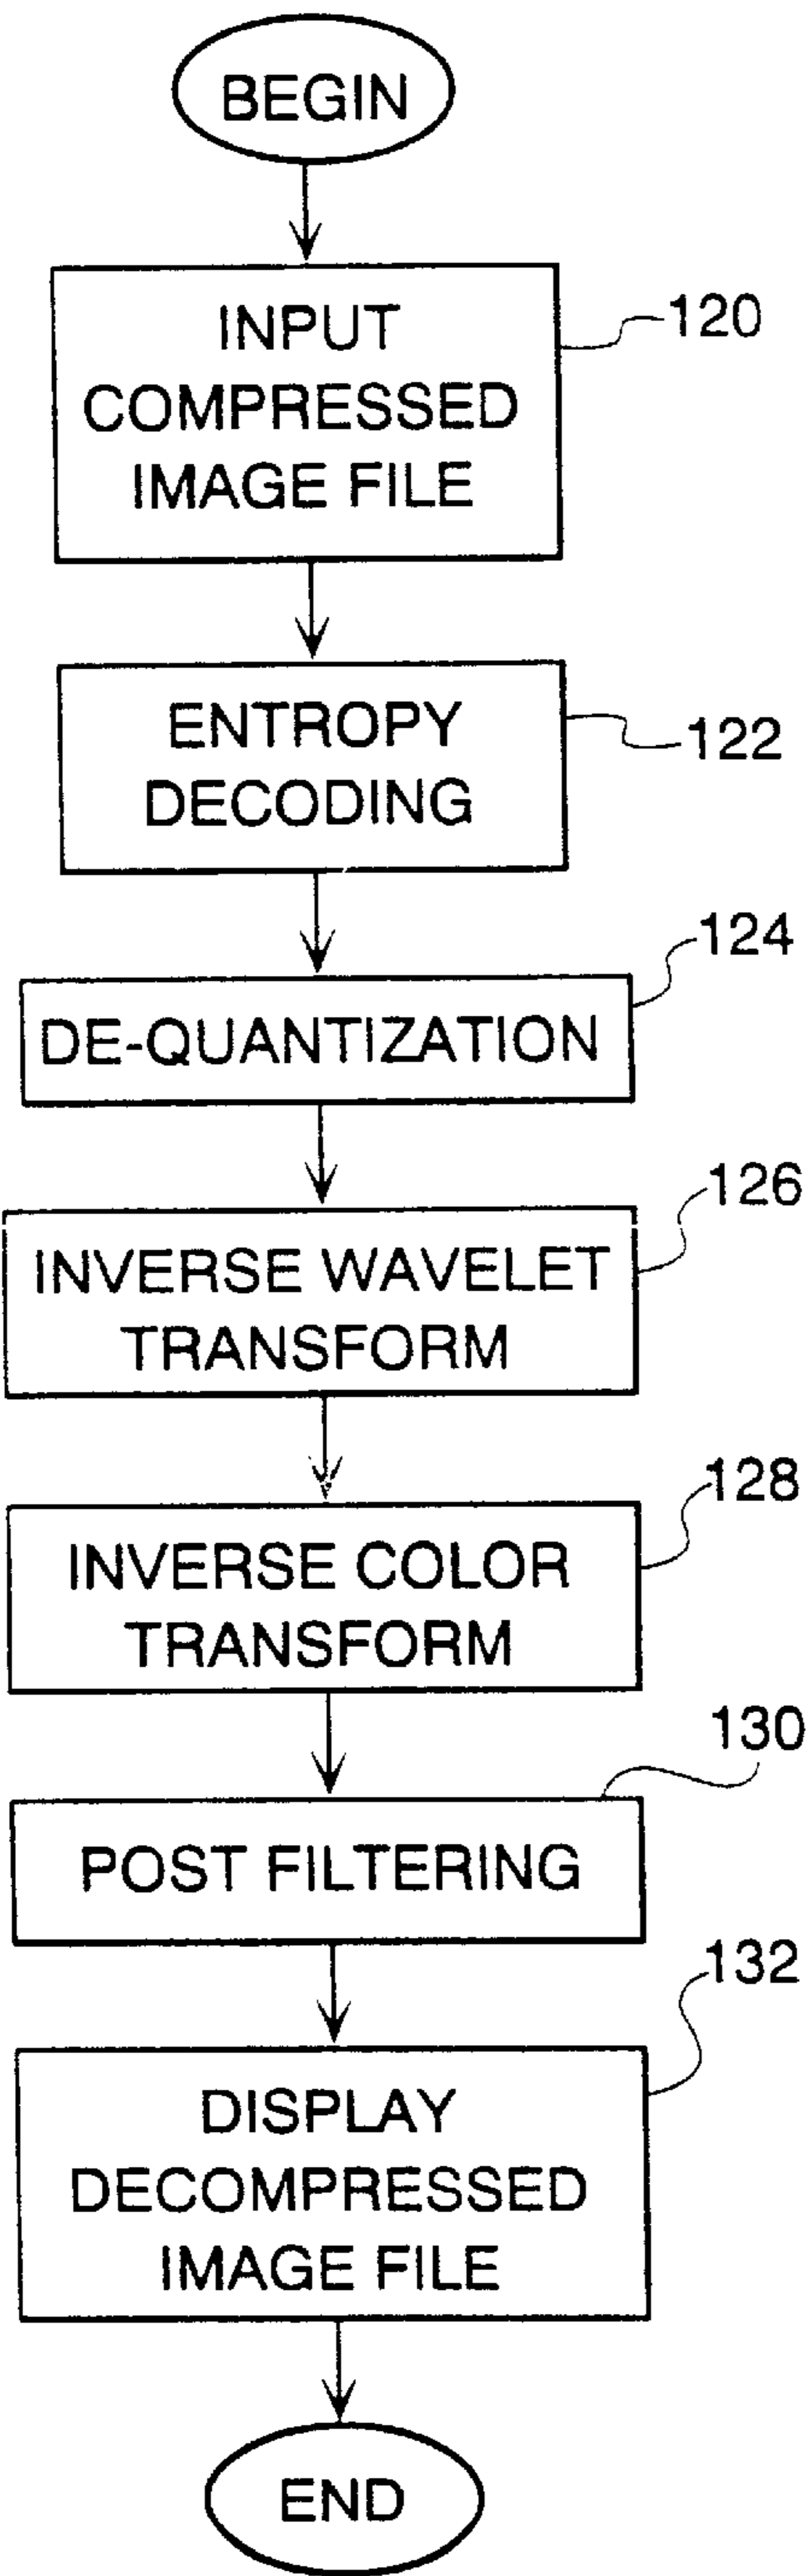 BEGIN
INPUT
COMPRESSED
IMAGE FILE
120
ENTROPY
DECODING
122
124
DE-QUANTIZATION
126
INVERSE WAVELET
TRANSFORM
128
INVERSE COLOR
TRANSFORM
130
POST FILTERING
132
DISPLAY
DECOMPRESSED
IMAGE FILE
END